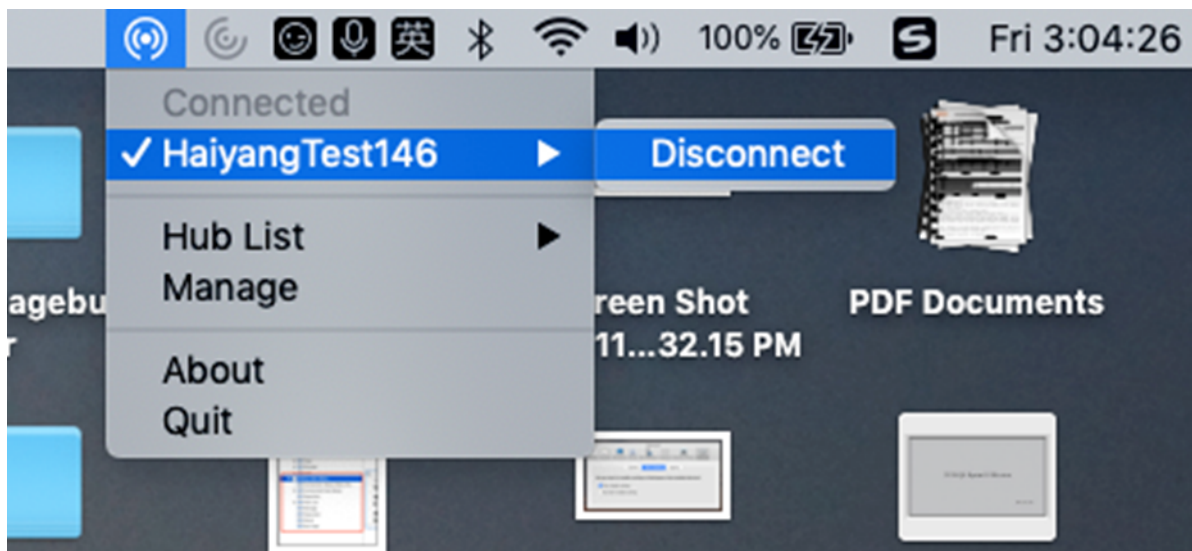 英 100% S Fri 3:04:26
Connected
✓ HaiyangTest146 ▶ Disconnect
Hub List ▶
Manage
About
Quit
agebu
r
reen Shot
11...32.15 PM
PDF Documents